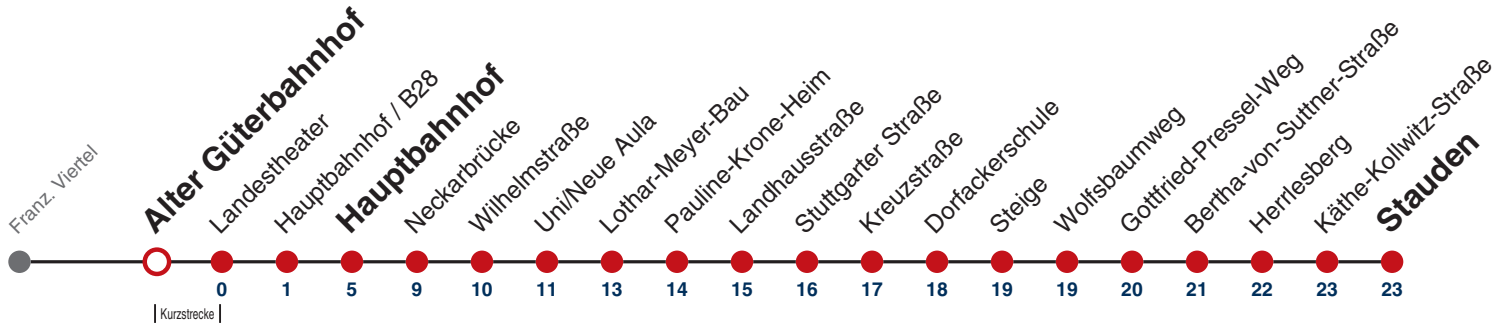 Franz. Viertel
Alter Güterbahnhof
Landestheater
Hauptbahnhof / B28
Hauptbahnhof
Neckarbrücke
Wilhelmstraße
Uni/Neue Aula
Lothar-Meyer-Bau
Pauline-Krone-Heim
Landhausstraße
Stuttgarter Straße
Kreuzstraße
Dorfackerschule
Steige
Wolfsbaumweg
Gottfried-Pressel-Weg
Bertha-von-Suttner-Straße
Herrlesberg
Käthe-Kollwitz-Straße
Stauden
0 1 5 9 10 11 13 14 15 16 17 18 19 19 20 21 22 23 23
Kurzstrecke